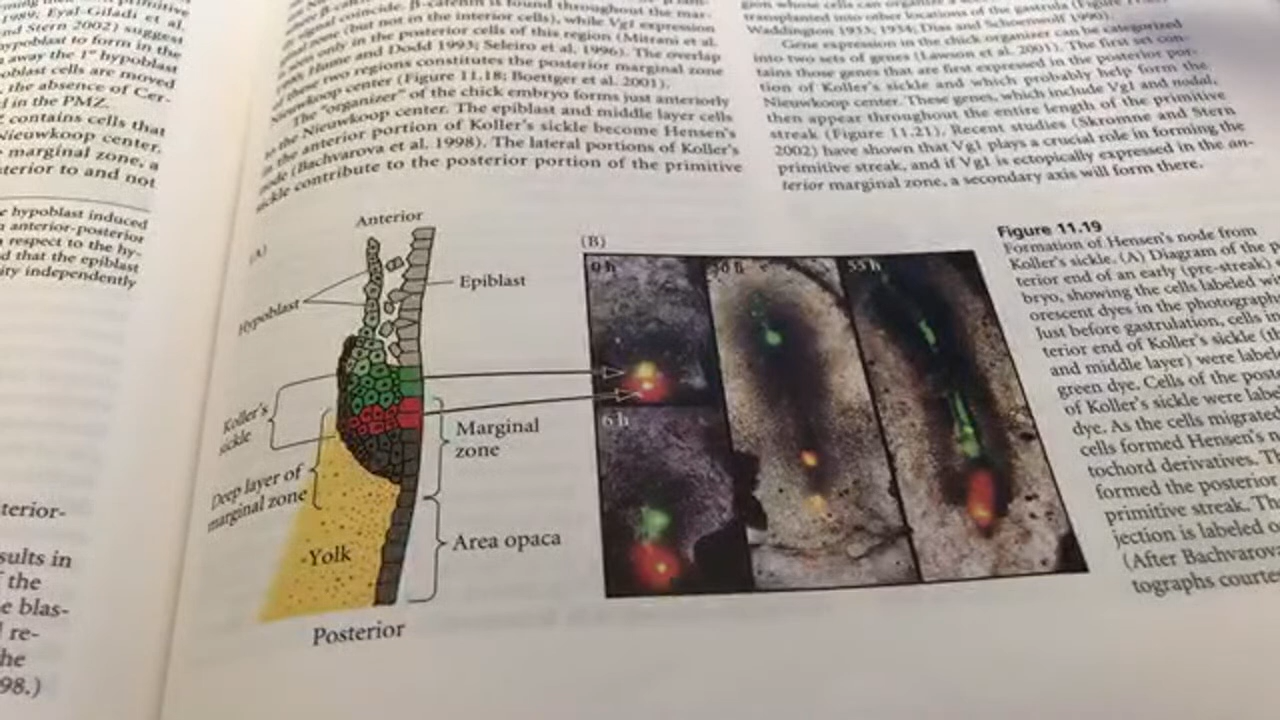 1989; Eyal-Giladi et al.
nd Stern 2002) suggest
hypoblast to form in the
away the 1° hypoblast
oblast cells are moved
, the absence of Cer-
d in the PMZ.
contains cells that
Nieuwkoop center,
marginal zone, a
terior to and not
e hypoblast induced
anterior-posterior
respect to the hy-
d that the epiblast
ity independently
terior-
sults in
f the
e blas-
l re-
he
98.)
signal coincide. β-catenin is found throughout the mar-
zone (but not in the interior cells), while Vg1 expression
only in the posterior cells of this region (Mitrani et al.
Hume and Dodd 1993; Seleiro et al. 1996). The overlap
of these two regions constitutes the posterior marginal zone
Nieuwkoop center (Figure 11.18; Boettger et al. 2001).
The "organizer" of the chick embryo forms just anteriorly
to the Nieuwkoop center. The epiblast and middle layer cells
in the anterior portion of Koller's sickle become Hensen's
node (Bachvarova et al. 1998). The lateral portions of Koller's
sickle contribute to the posterior portion of the primitive
gion whose cells can organize a
transplanted into other locations of the gastrula (Figure
Waddington 1933, 1934; Dias and Schoenwolf 1990).
Gene expression in the chick organizer can be categorized
into two sets of genes (Lawson et al. 2001). The first set con-
tains those genes that are first expressed in the posterior por-
tion of Koller's sickle and which probably help form the
Nieuwkoop center. These genes, which include Vg1 and nodal,
then appear throughout the entire length of the primitive
streak (Figure 11.21). Recent studies (Skromne and Stern
2002) have shown that Vg1 plays a crucial role in forming the
primitive streak, and if Vg1 is ectopically expressed in the an-
terior marginal zone, a secondary axis will form there.
(A)
Anterior
Hypoblast
Epiblast
Koller's
sickle
Marginal
zone
Deep layer of
marginal zone
Yolk
Area opaca
Posterior
(B)
0 h
6 h
Figure 11.19
Formation of Hensen's node from
Koller's sickle. (A) Diagram of the p
terior end of an early (pre-streak) e
bryo, showing the cells labeled wi
orescent dyes in the photograph
Just before gastrulation, cells in
terior end of Koller's sickle (th
and middle layer) were label
green dye. Cells of the poste
of Koller's sickle were labe
dye. As the cells migrated
cells formed Hensen's n
tochord derivatives. Th
formed the posterior
primitive streak. Th
jection is labeled o
(After Bachvarova
tographs courte